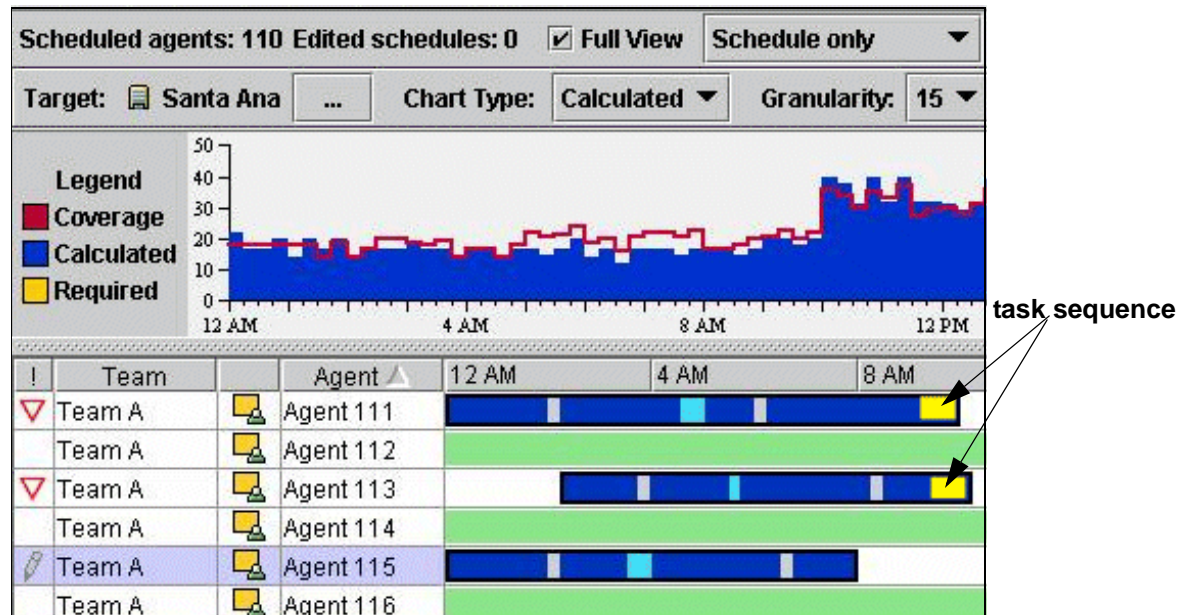 Scheduled agents: 110 Edited schedules: 0 Full View Schedule only
Target: Santa Ana ... Chart Type: Calculated Granularity: 15
Legend
Coverage
Calculated
Required
50
40
30
20
10
0
12 AM 4 AM 8 AM 12 PM
task sequence
! Team Agent 12 AM 4 AM 8 AM
Team A Agent 111
Team A Agent 112
Team A Agent 113
Team A Agent 114
Team A Agent 115
Team A Agent 116